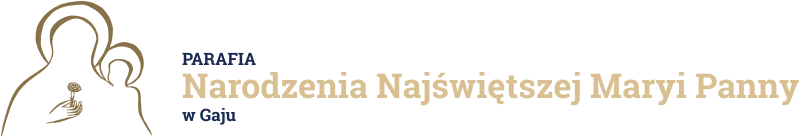 PARAFIA
Narodzenia Najświętszej Maryi Panny
w Gaju